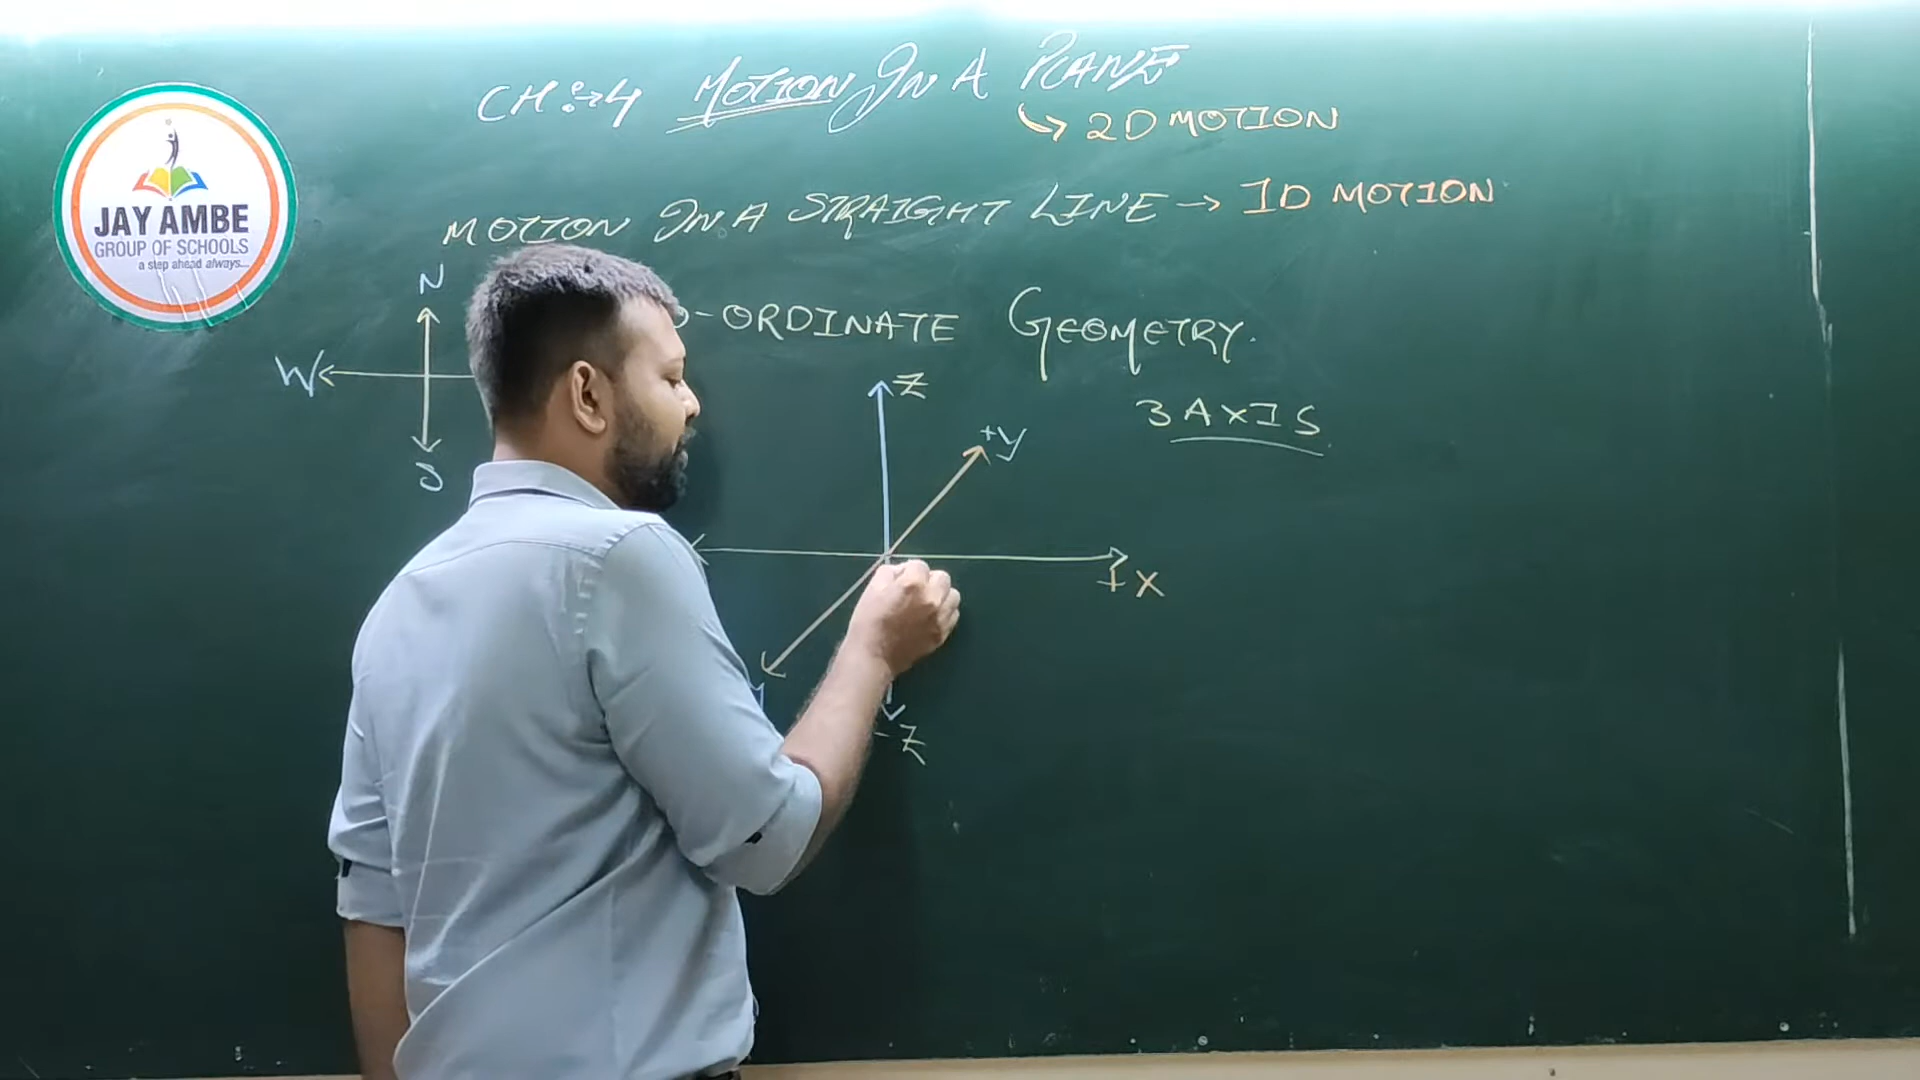 CH:→4 MOTION IN A PLANE
↳ 2D MOTION
JAY AMBE
GROUP OF SCHOOLS
a step ahead always...
MOTION IN A STRAIGHT LINE → 1D MOTION
N
W
S
O-ORDINATE GEOMETRY.
3 AXIS
Z
+Y
+X
-Z